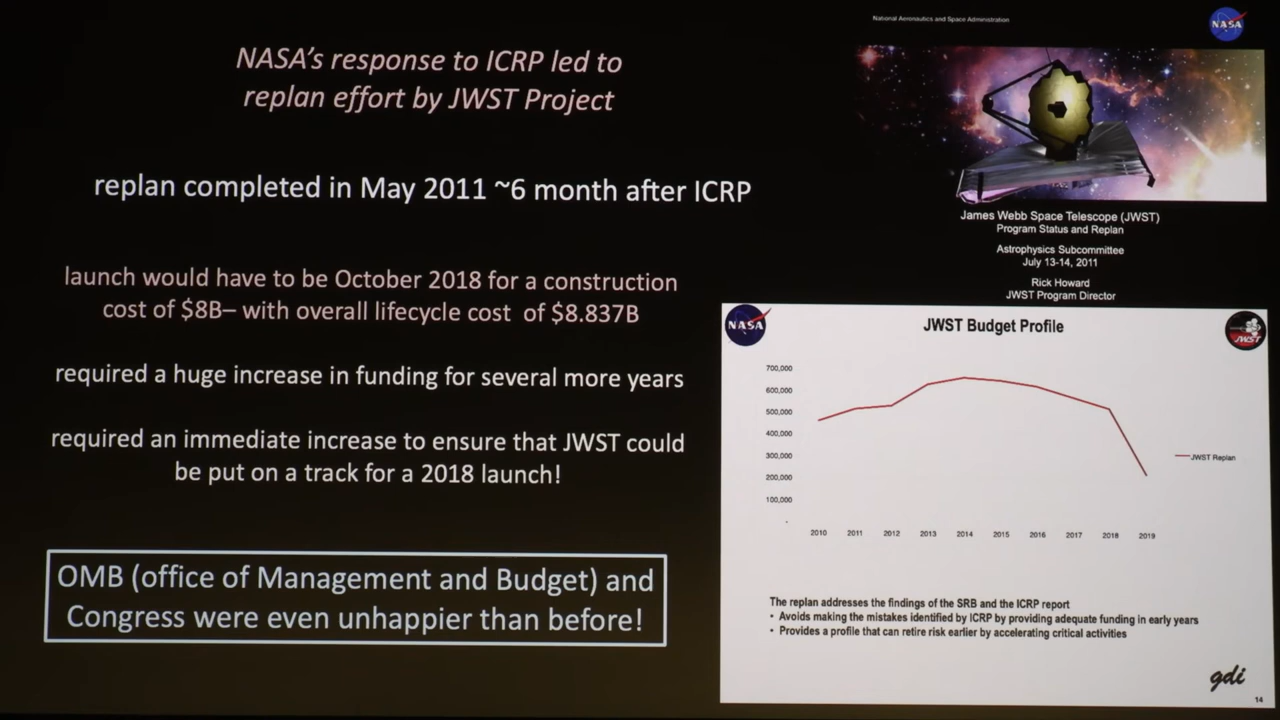 NASA's response to ICRP led to
replan effort by JWST Project
replan completed in May 2011 ~6 month after ICRP
launch would have to be October 2018 for a construction
cost of $8B– with overall lifecycle cost of $8.837B
required a huge increase in funding for several more years
required an immediate increase to ensure that JWST could
be put on a track for a 2018 launch!
OMB (office of Management and Budget) and
Congress were even unhappier than before!
National Aeronautics and Space Administration
NASA
James Webb Space Telescope (JWST)
Program Status and Replan
Astrophysics Subcommittee
July 13-14, 2011
Rick Howard
JWST Program Director
NASA
JWST Budget Profile
JWST
700,000
600,000
500,000
400,000
300,000
200,000
100,000
-
JWST Replan
2010 2011 2012 2013 2014 2015 2016 2017 2018 2019
The replan addresses the findings of the SRB and the ICRP report
• Avoids making the mistakes identified by ICRP by providing adequate funding in early years
• Provides a profile that can retire risk earlier by accelerating critical activities
gdi
14